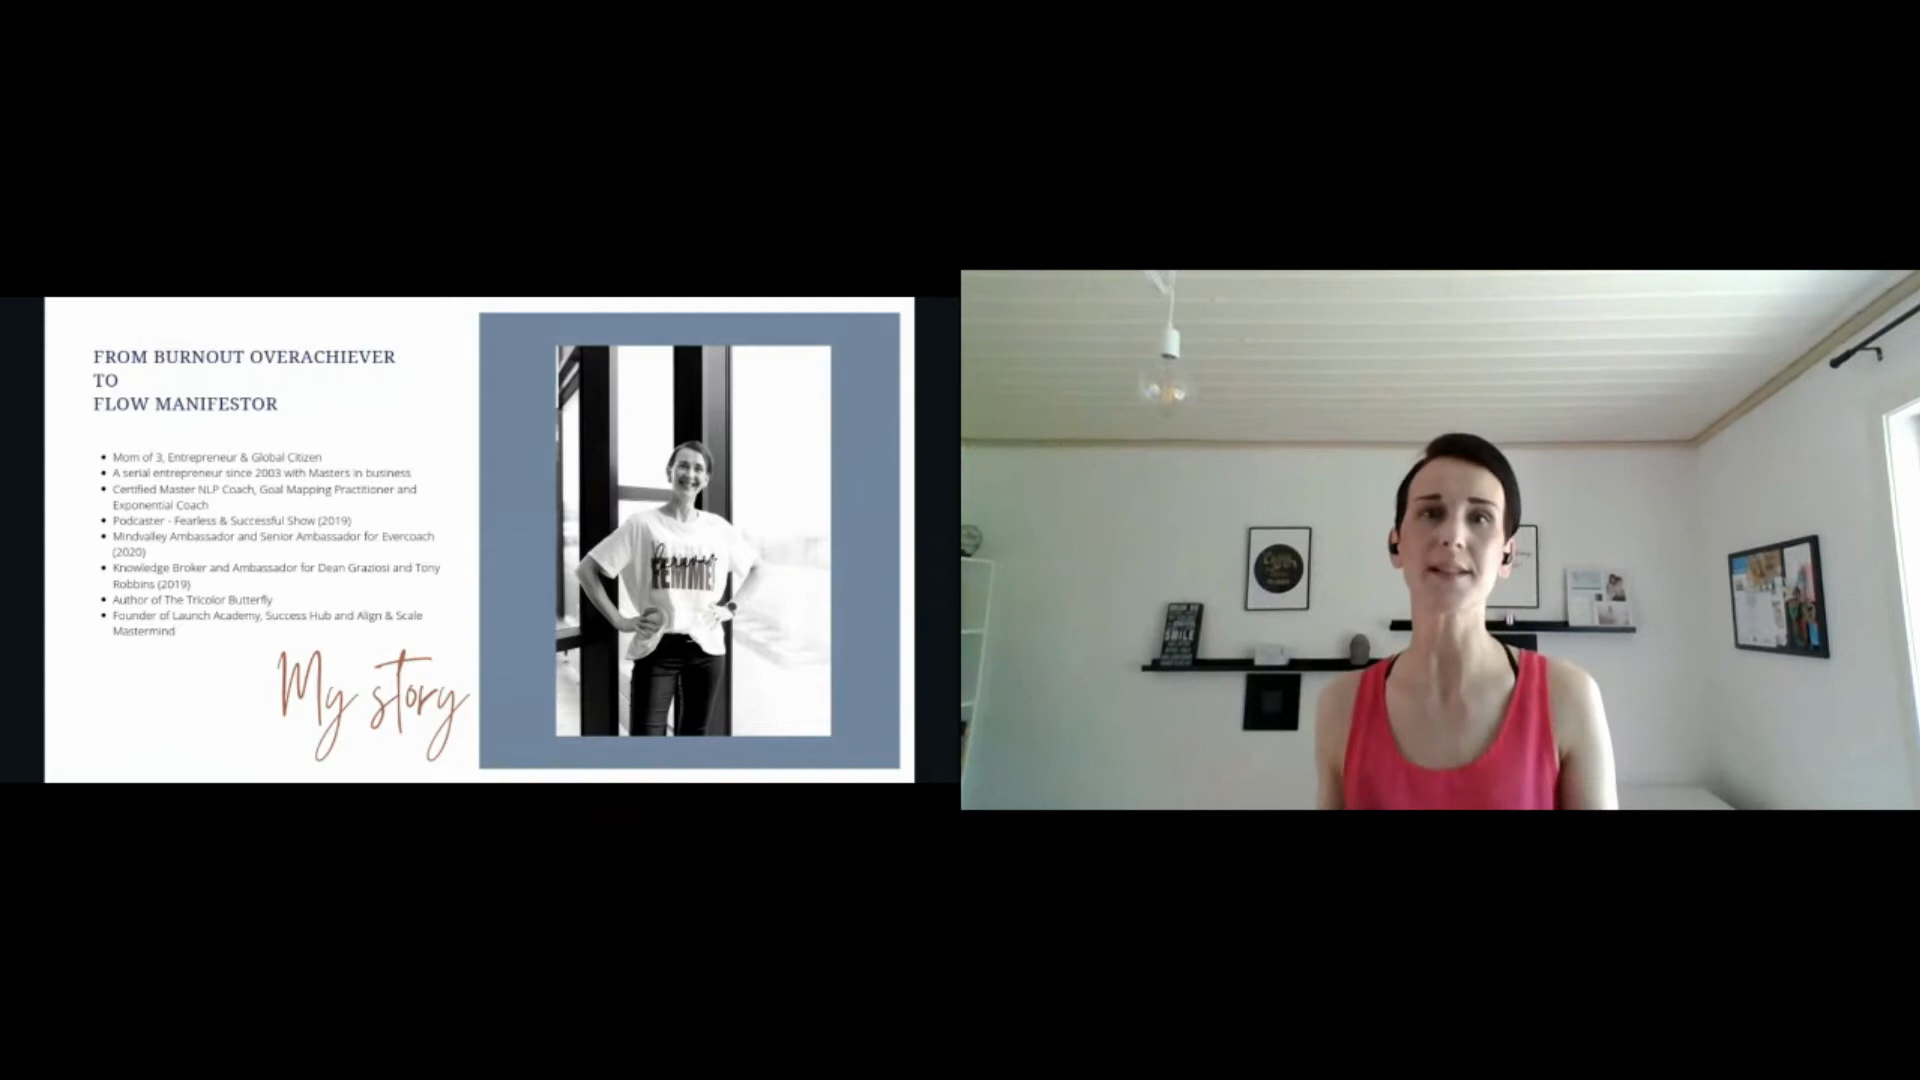 FROM BURNOUT OVERACHIEVER
TO
FLOW MANIFESTOR
Mom of 3, Entrepreneur & Global Citizen
A serial entrepreneur since 2003 with Masters in business
Certified Master NLP Coach, Goal Mapping Practitioner and
Exponential Coach
Podcaster - Fearless & Successful Show (2019)
Mindvalley Ambassador and Senior Ambassador for Evercoach
(2020)
Knowledge Broker and Ambassador for Dean Graziosi and Tony
Robbins (2019)
Author of The Tricolor Butterfly
Founder of Launch Academy, Success Hub and Align & Scale
Mastermind
My story
FEMME
SMILE